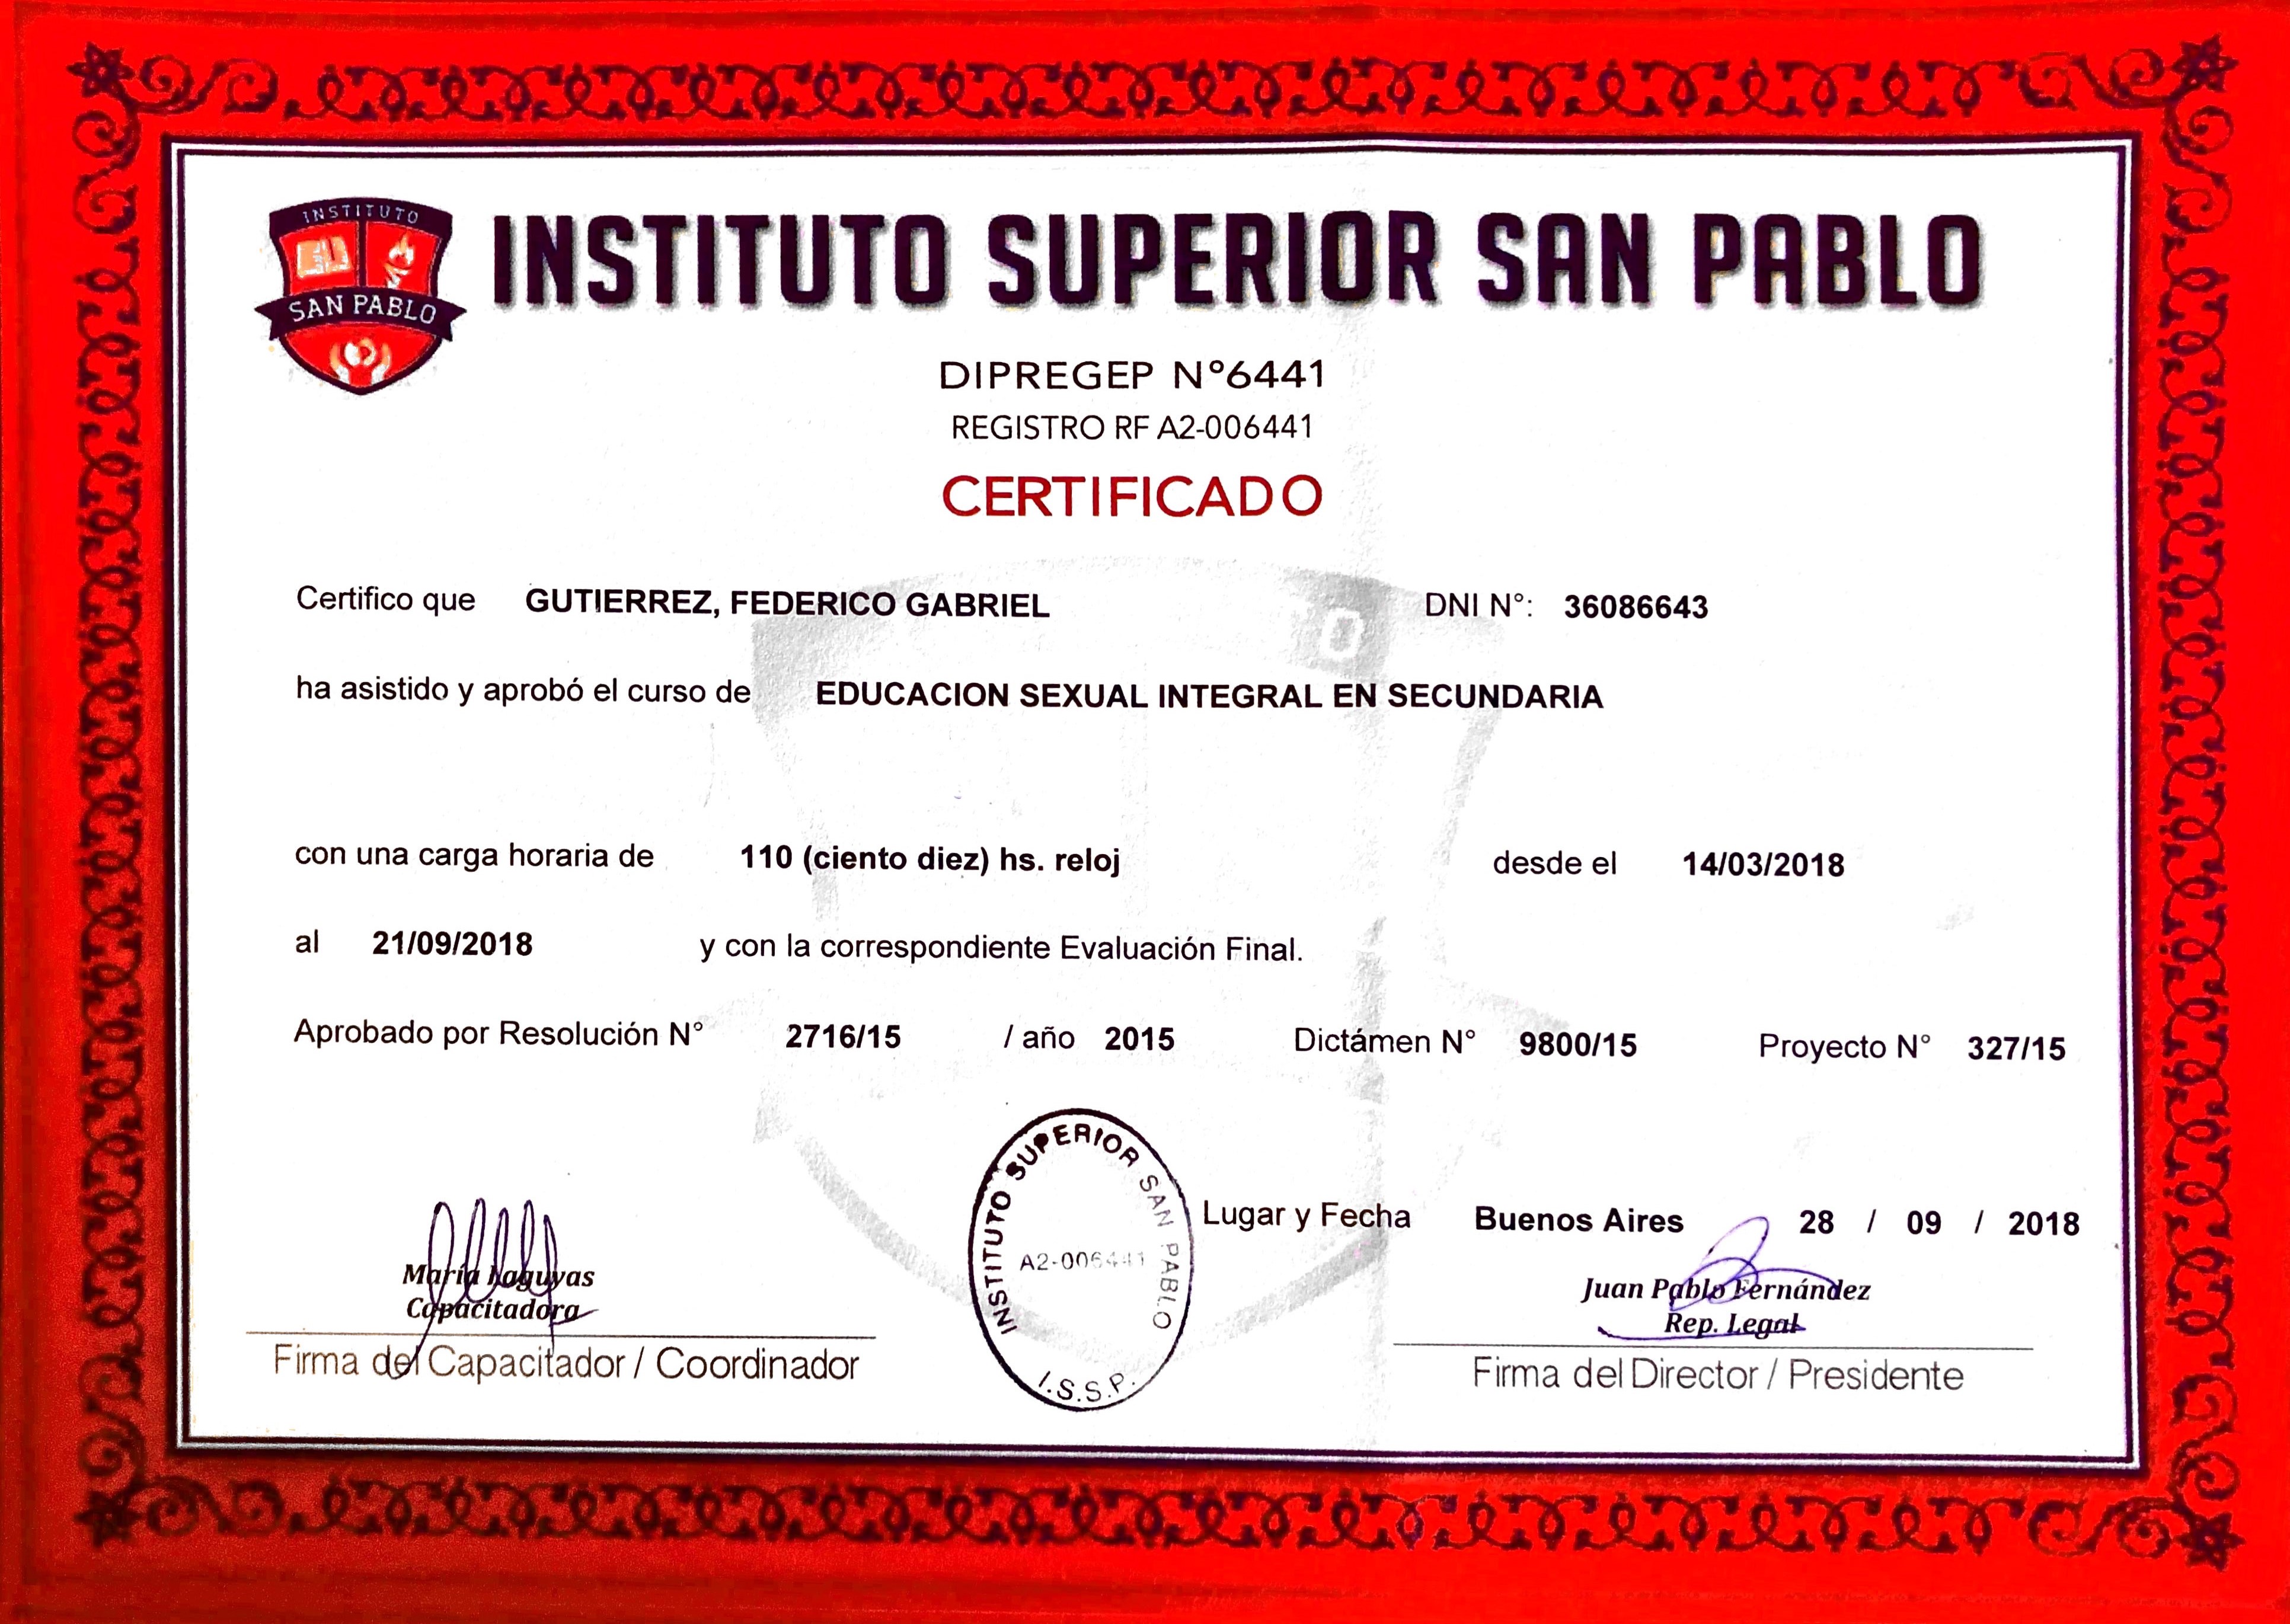 INSTITUTO
SAN PABLO
INSTITUTO SUPERIOR SAN PABLO
DIPREGEP N°6441
REGISTRO RF A2-006441
CERTIFICADO
Certifico que GUTIERREZ, FEDERICO GABRIEL DNI N°: 36086643
ha asistido y aprobó el curso de EDUCACION SEXUAL INTEGRAL EN SECUNDARIA
con una carga horaria de 110 (ciento diez) hs. reloj desde el 14/03/2018
al 21/09/2018 y con la correspondiente Evaluación Final.
Aprobado por Resolución N° 2716/15 / año 2015 Dictámen N° 9800/15 Proyecto N° 327/15
INSTITUTO SUPERIOR SAN PABLO
A2-006441
I.S.S.P.
Lugar y Fecha Buenos Aires 28 / 09 / 2018
María Laguyas
Capacitadora
Firma del Capacitador / Coordinador
Juan Pablo Fernández
Rep. Legal
Firma del Director / Presidente